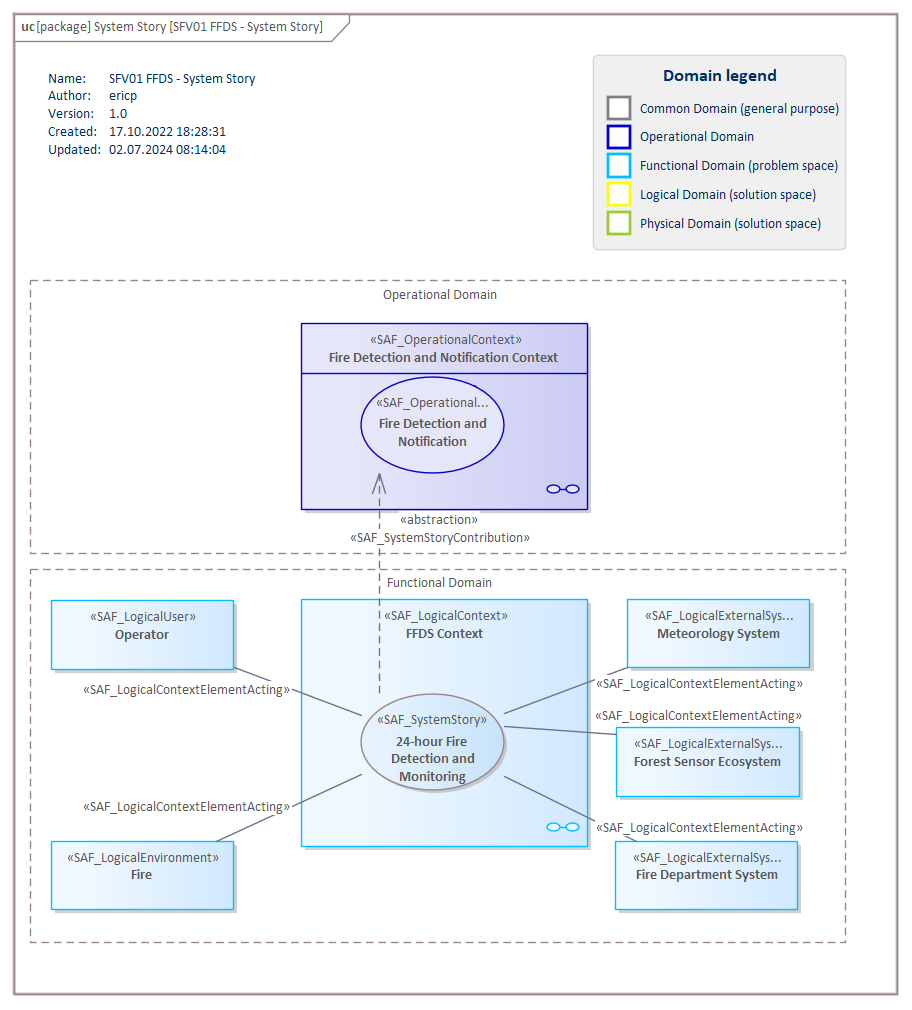 uc [package] System Story [SFV01 FFDS - System Story]
Name: SFV01 FFDS - System Story
Author: ericp
Version: 1.0
Created: 17.10.2022 18:28:31
Updated: 02.07.2024 08:14:04
Domain legend
Common Domain (general purpose)
Operational Domain
Functional Domain (problem space)
Logical Domain (solution space)
Physical Domain (solution space)
Operational Domain
«SAF_OperationalContext»
Fire Detection and Notification Context
«SAF_Operational...
Fire Detection and
Notification
«abstraction»
«SAF_SystemStoryContribution»
Functional Domain
«SAF_LogicalUser»
Operator
«SAF_LogicalContext»
FFDS Context
«SAF_LogicalExternalSys...
Meteorology System
«SAF_LogicalContextElementActing»
«SAF_LogicalContextElementActing»
«SAF_LogicalContextElementActing»
«SAF_SystemStory»
24-hour Fire
Detection and
Monitoring
«SAF_LogicalExternalSys...
Forest Sensor Ecosystem
«SAF_LogicalContextElementActing»
«SAF_LogicalContextElementActing»
«SAF_LogicalEnvironment»
Fire
«SAF_LogicalExternalSys...
Fire Department System